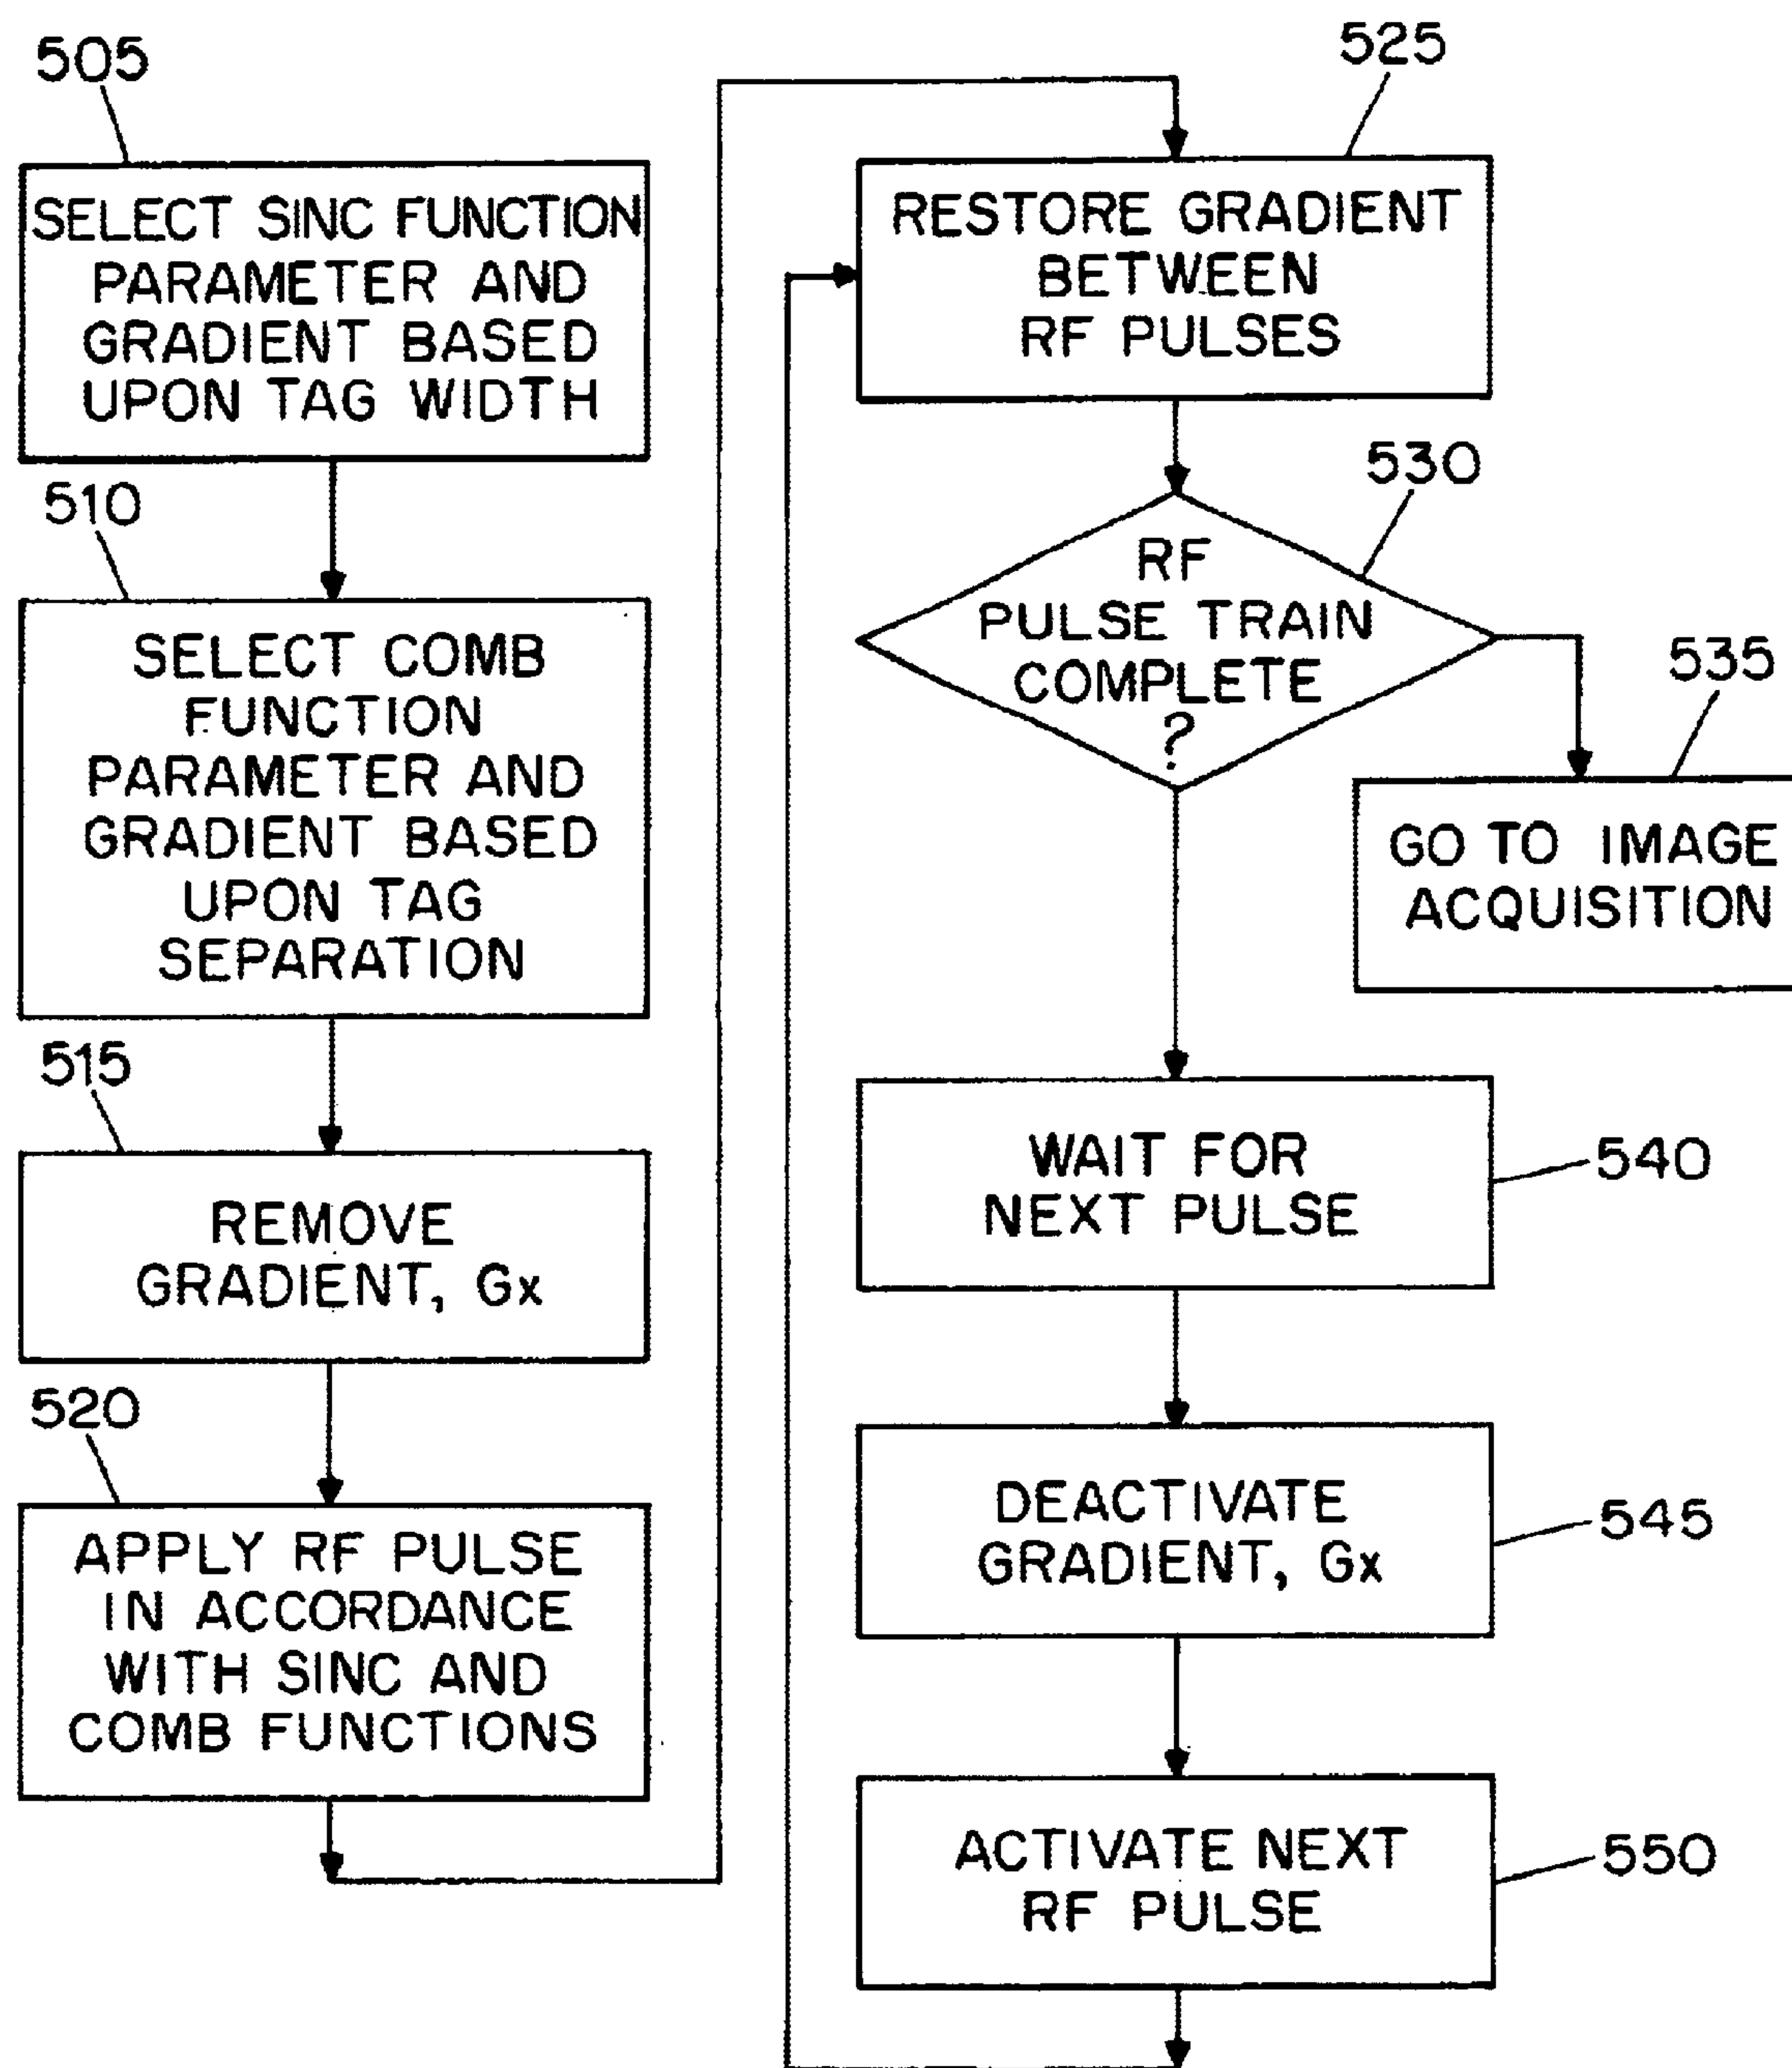 505
SELECT SINC FUNCTION
PARAMETER AND
GRADIENT BASED
UPON TAG WIDTH
510
SELECT COMB
FUNCTION
PARAMETER AND
GRADIENT BASED
UPON TAG
SEPARATION
515
REMOVE
GRADIENT, Gx
520
APPLY RF PULSE
IN ACCORDANCE
WITH SINC AND
COMB FUNCTIONS
525
RESTORE GRADIENT
BETWEEN
RF PULSES
530
RF
PULSE TRAIN
COMPLETE
?
535
GO TO IMAGE
ACQUISITION
WAIT FOR
NEXT PULSE
540
DEACTIVATE
GRADIENT, Gx
545
ACTIVATE NEXT
RF PULSE
550